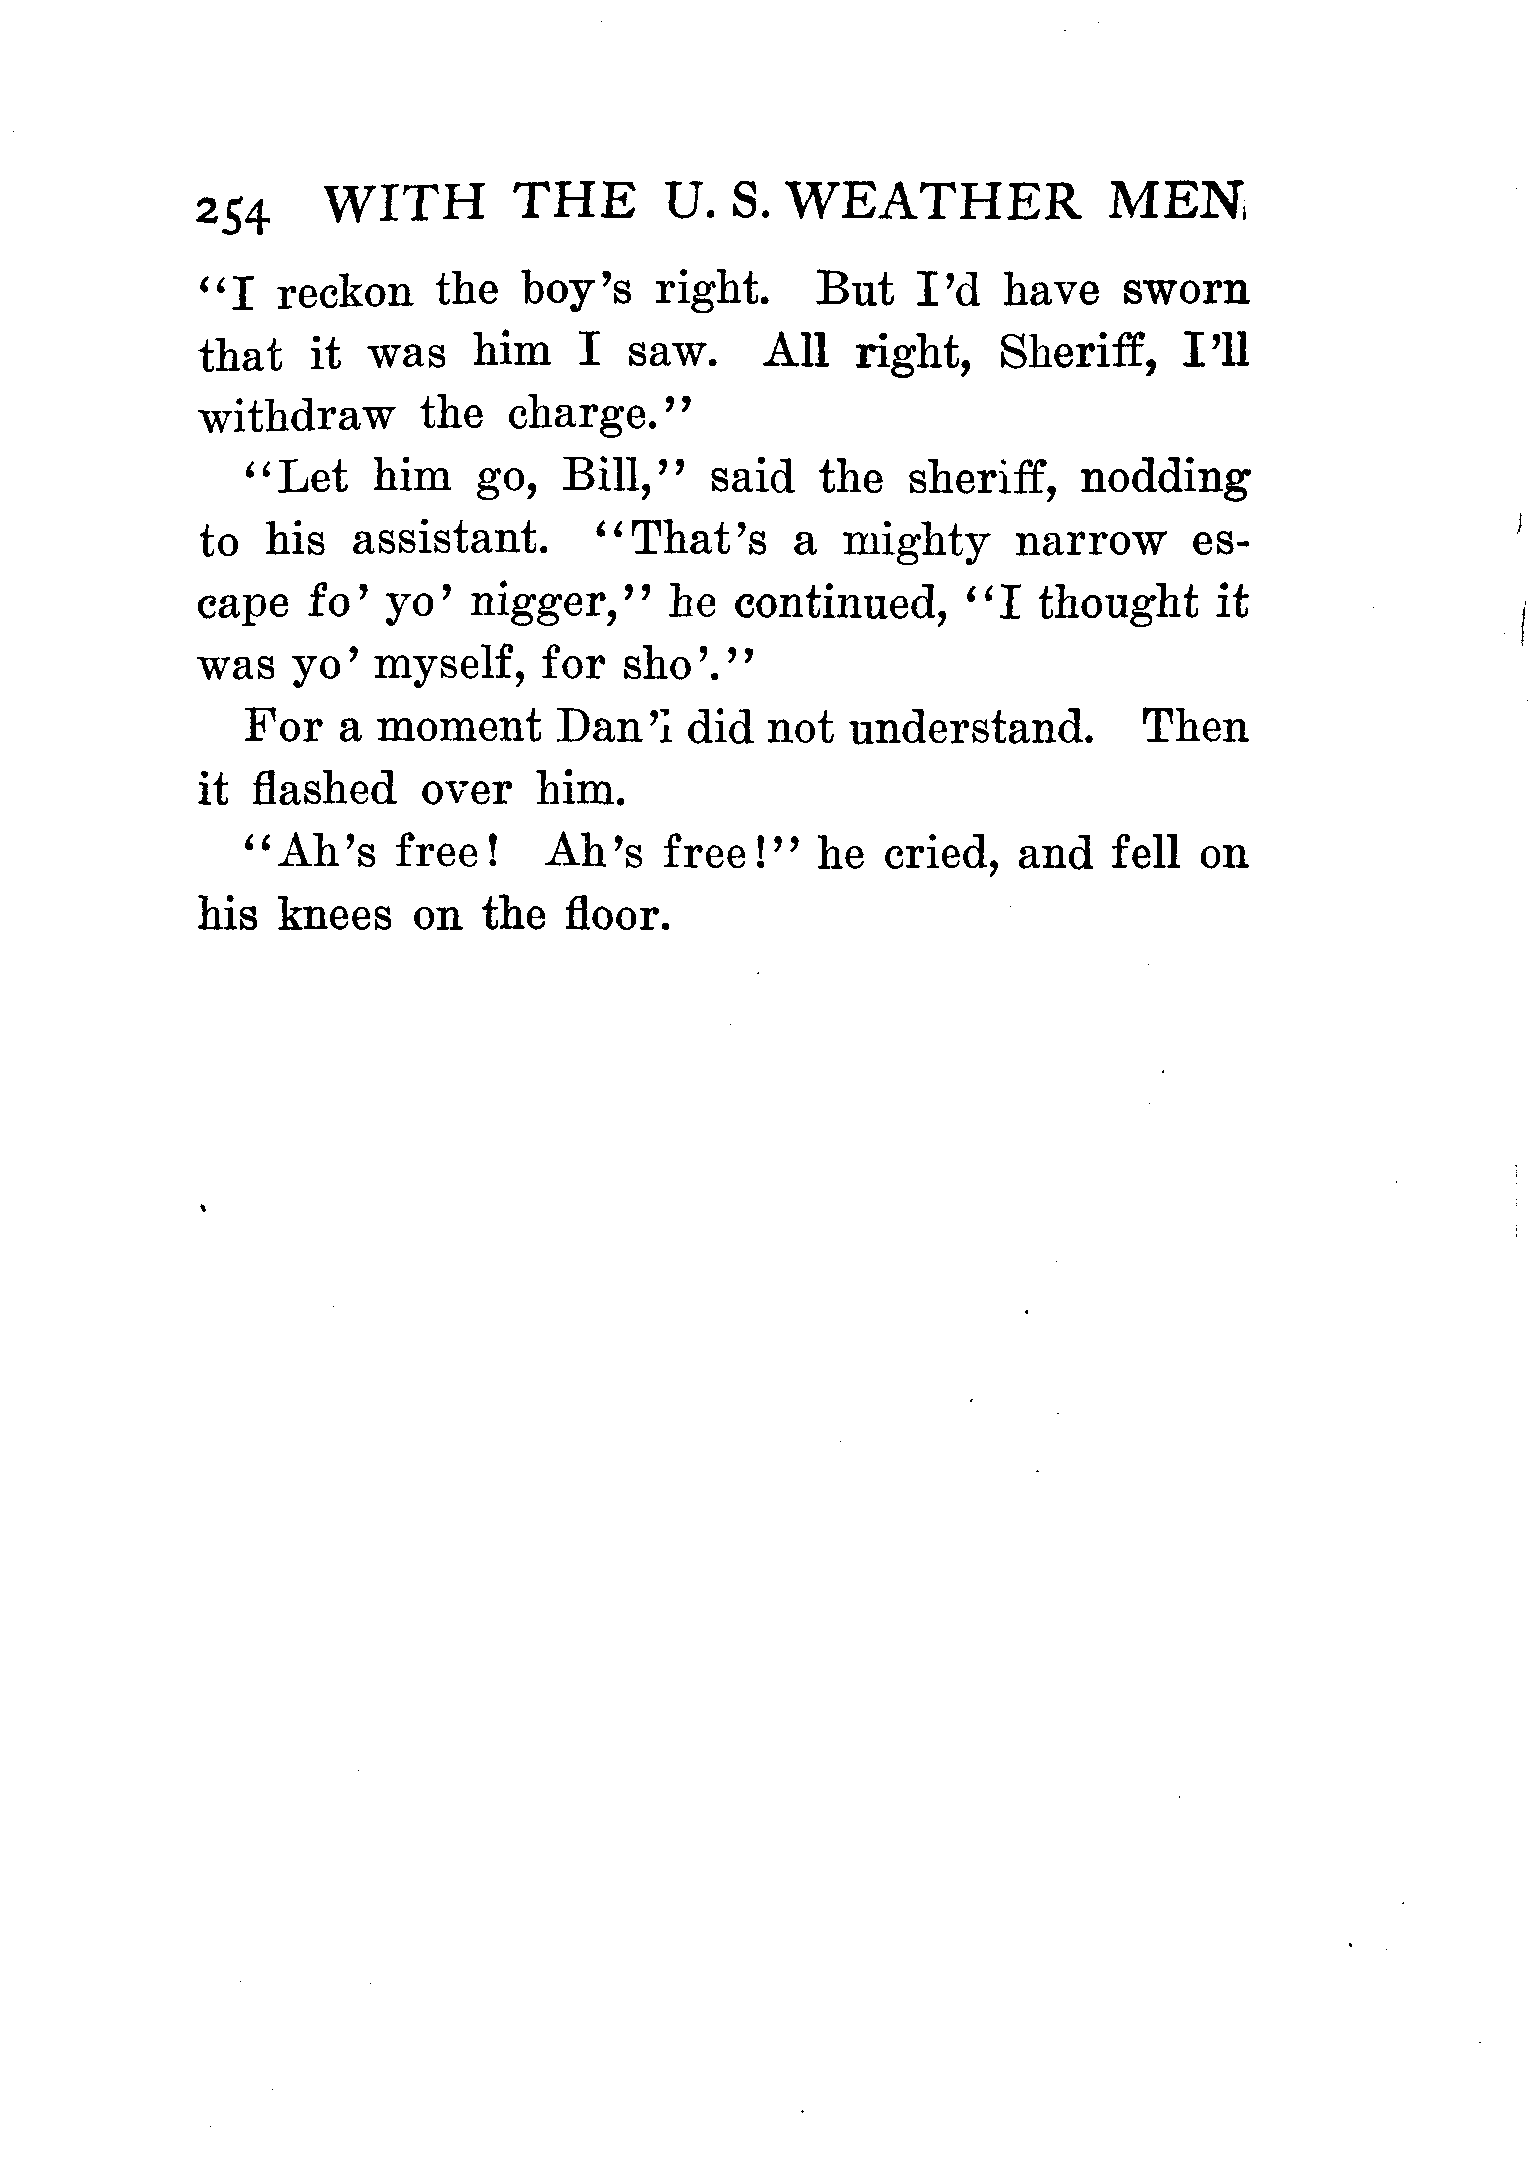 254 WITH THE U. S. WEATHER MEN
“I reckon the boy’s right. But I’d have sworn
that it was him I saw. All right, Sheriff, I’ll
withdraw the charge.”
“Let him go, Bill,” said the sheriff, nodding
to his assistant. “That’s a mighty narrow es-
cape fo’ yo’ nigger,” he continued, “I thought it
was yo’ myself, for sho’.”
For a moment Dan’l did not understand. Then
it flashed over him.
“Ah’s free! Ah’s free!” he cried, and fell on
his knees on the floor.